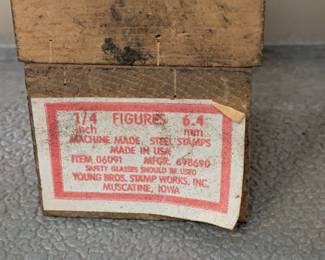 1/4 FIGURES 6.4
inch mm
MACHINE MADE STEEL STAMPS
MADE IN USA
ITEM 06091 MFGR. 678690
SAFETY GLASSES SHOULD BE USED
YOUNG BROS. STAMP WORKS, INC.
MUSCATINE, IOWA